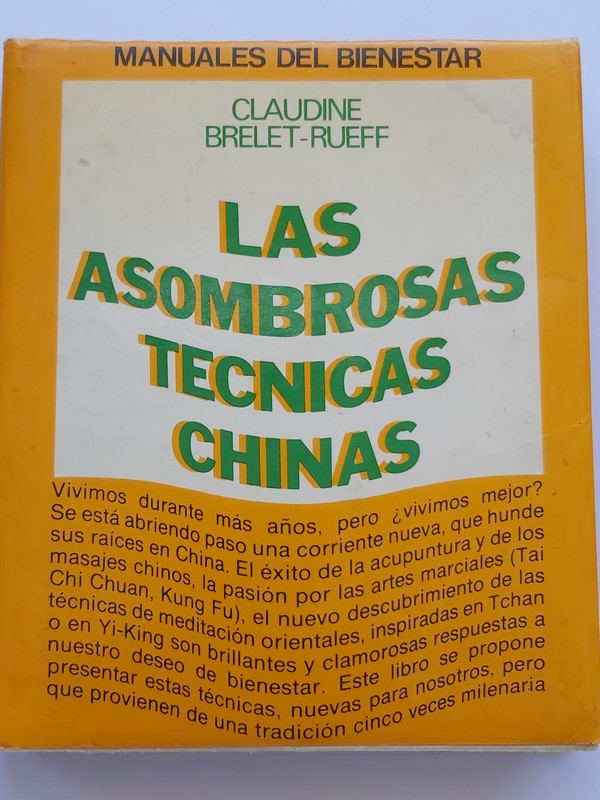 MANUALES DEL BIENESTAR
CLAUDINE
BRELET-RUEFF
LAS
ASOMBROSAS
TECNICAS
CHINAS
Vivimos durante más años, pero ¿vivimos mejor?
Se está abriendo paso una corriente nueva, que hunde
sus raíces en China. El éxito de la acupuntura y de los
masajes chinos, la pasión por las artes marciales (Tai
Chi Chuan, Kung Fu), el nuevo descubrimiento de las
técnicas de meditación orientales, inspiradas en Tchan
o en Yi-King son brillantes y clamorosas respuestas a
nuestro deseo de bienestar. Este libro se propone
presentar estas técnicas, nuevas para nosotros, pero
que provienen de una tradición cinco veces milenaria